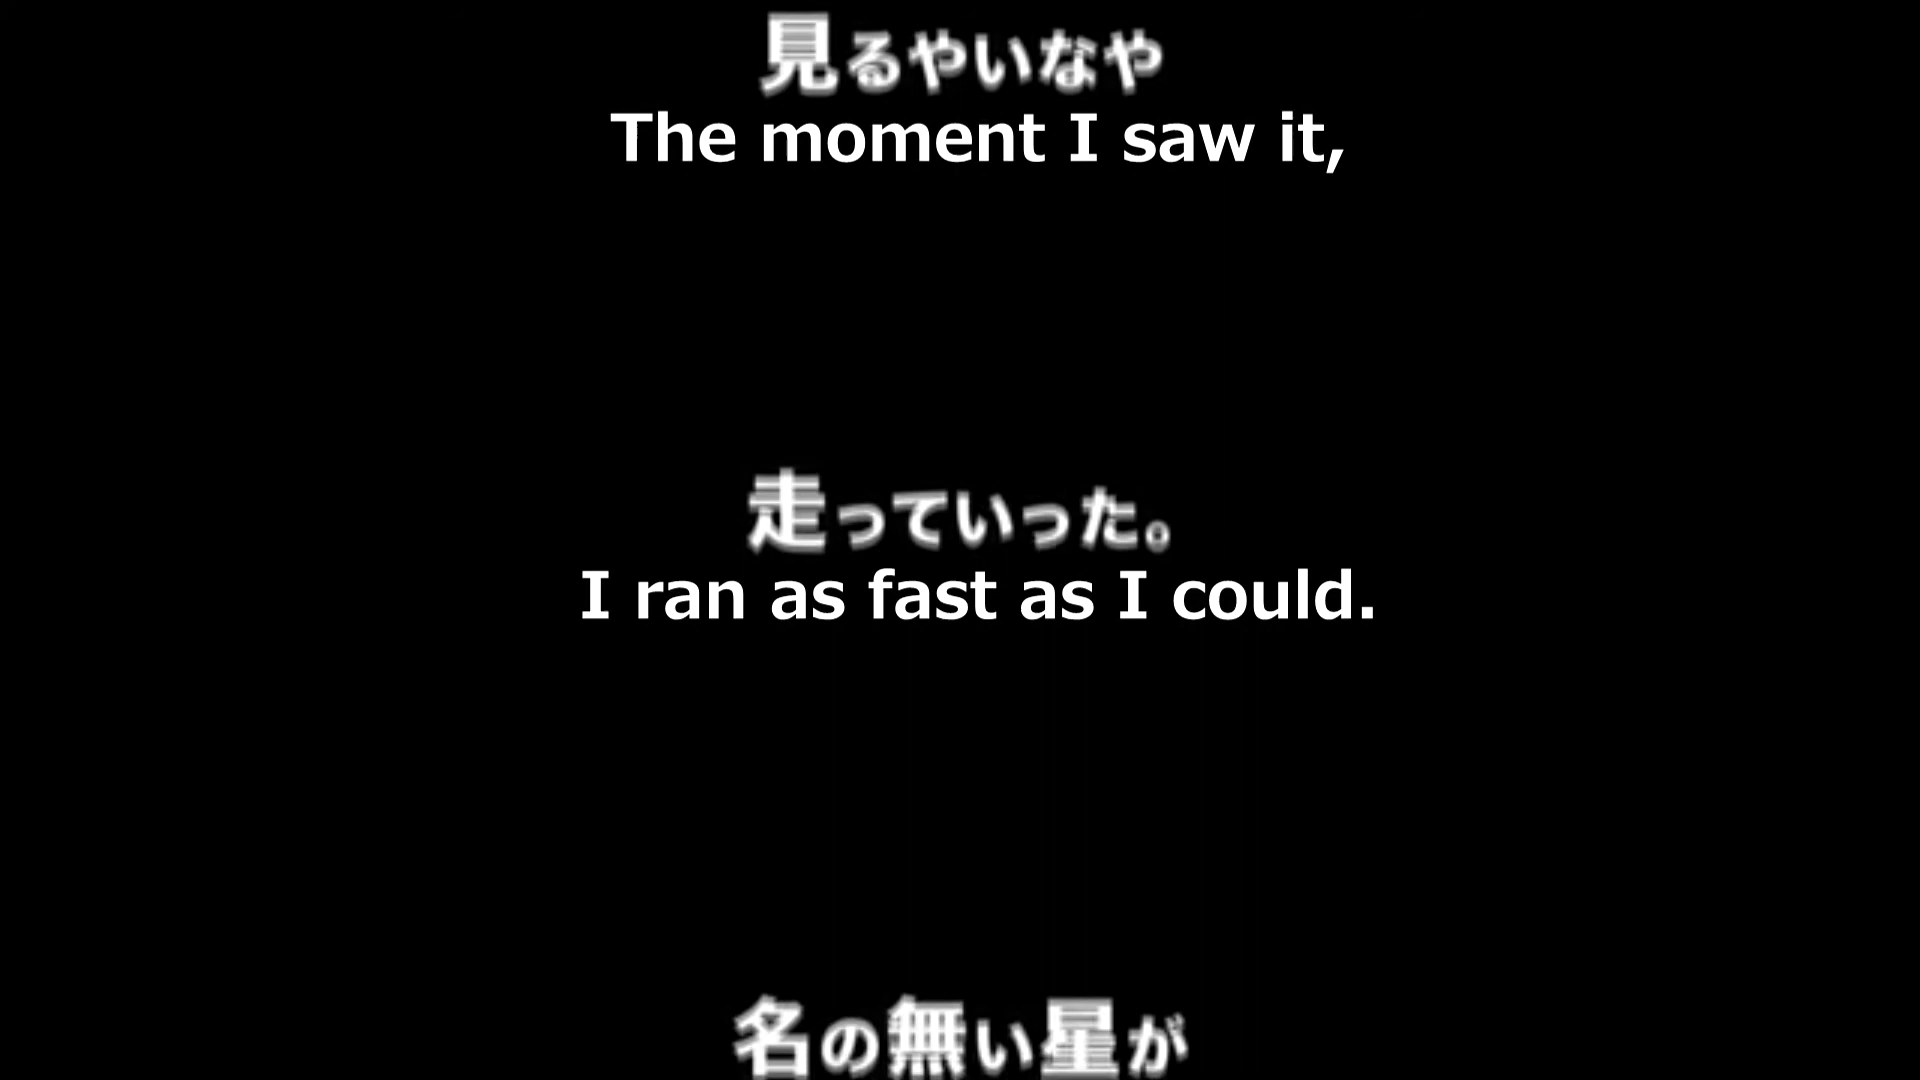 見るやいなや
The moment I saw it,
走っていった。
I ran as fast as I could.
名の無い星が